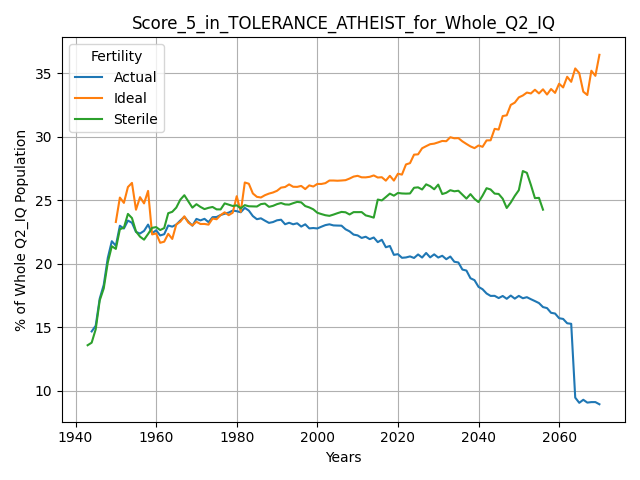 Score_5_in_TOLERANCE_ATHEIST_for_Whole_Q2_IQ
Fertility
Actual
Ideal
Sterile
% of Whole Q2_IQ Population
35
30
25
20
15
10
1940
1960
1980
2000
2020
2040
2060
Years